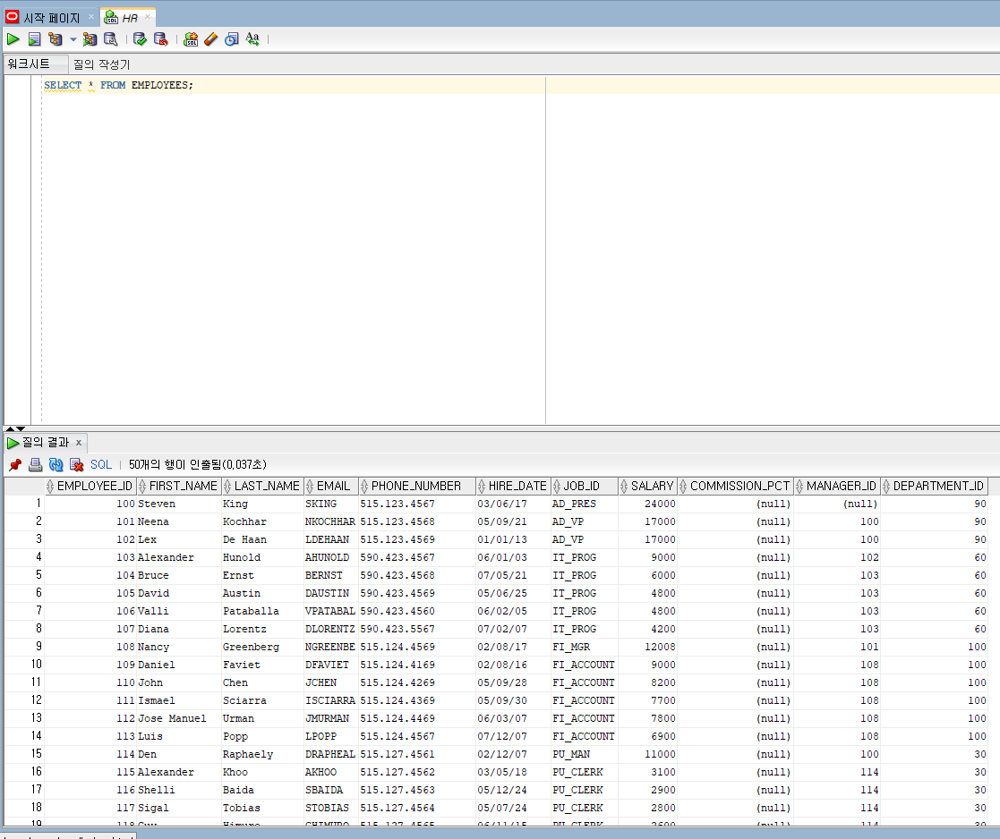 시작 페이지 HR
워크시트 질의 작성기
SELECT * FROM EMPLOYEES;
질의 결과 x
SQL | 50개의 행이 인출됨(0,037초)
EMPLOYEE_ID FIRST_NAME LAST_NAME EMAIL PHONE_NUMBER HIRE_DATE JOB_ID SALARY COMMISSION_PCT MANAGER_ID DEPARTMENT_ID
1 100 Steven King SKING 515.123.4567 03/06/17 AD_PRES 24000 (null) (null) 90
2 101 Neena Kochhar NKOCHHAR 515.123.4568 05/09/21 AD_VP 17000 (null) 100 90
3 102 Lex De Haan LDEHAAN 515.123.4569 01/01/13 AD_VP 17000 (null) 100 90
4 103 Alexander Hunold AHUNOLD 590.423.4567 06/01/03 IT_PROG 9000 (null) 102 60
5 104 Bruce Ernst BERNST 590.423.4568 07/05/21 IT_PROG 6000 (null) 103 60
6 105 David Austin DAUSTIN 590.423.4569 05/06/25 IT_PROG 4800 (null) 103 60
7 106 Valli Pataballa VPATABAL 590.423.4560 06/02/05 IT_PROG 4800 (null) 103 60
8 107 Diana Lorentz DLORENTZ 590.423.5567 07/02/07 IT_PROG 4200 (null) 103 60
9 108 Nancy Greenberg NGREENBE 515.124.4569 02/08/17 FI_MGR 12008 (null) 101 100
10 109 Daniel Faviet DFAVIET 515.124.4169 02/08/16 FI_ACCOUNT 9000 (null) 108 100
11 110 John Chen JCHEN 515.124.4269 05/09/28 FI_ACCOUNT 8200 (null) 108 100
12 111 Ismael Sciarra ISCIARRA 515.124.4369 05/09/30 FI_ACCOUNT 7700 (null) 108 100
13 112 Jose Manuel Urman JMURMAN 515.124.4469 06/03/07 FI_ACCOUNT 7800 (null) 108 100
14 113 Luis Popp LPOPP 515.124.4567 07/12/07 FI_ACCOUNT 6900 (null) 108 100
15 114 Den Raphaely DRAPHEAL 515.127.4561 02/12/07 PU_MAN 11000 (null) 100 30
16 115 Alexander Khoo AKHOO 515.127.4562 03/05/18 PU_CLERK 3100 (null) 114 30
17 116 Shelli Baida SBAIDA 515.127.4563 05/12/24 PU_CLERK 2900 (null) 114 30
18 117 Sigal Tobias STOBIAS 515.127.4564 05/07/24 PU_CLERK 2800 (null) 114 30
19 118 Guy Himuro GHIMURO 515.127.4565 06/11/15 PU_CLERK 2600 (null) 114 30